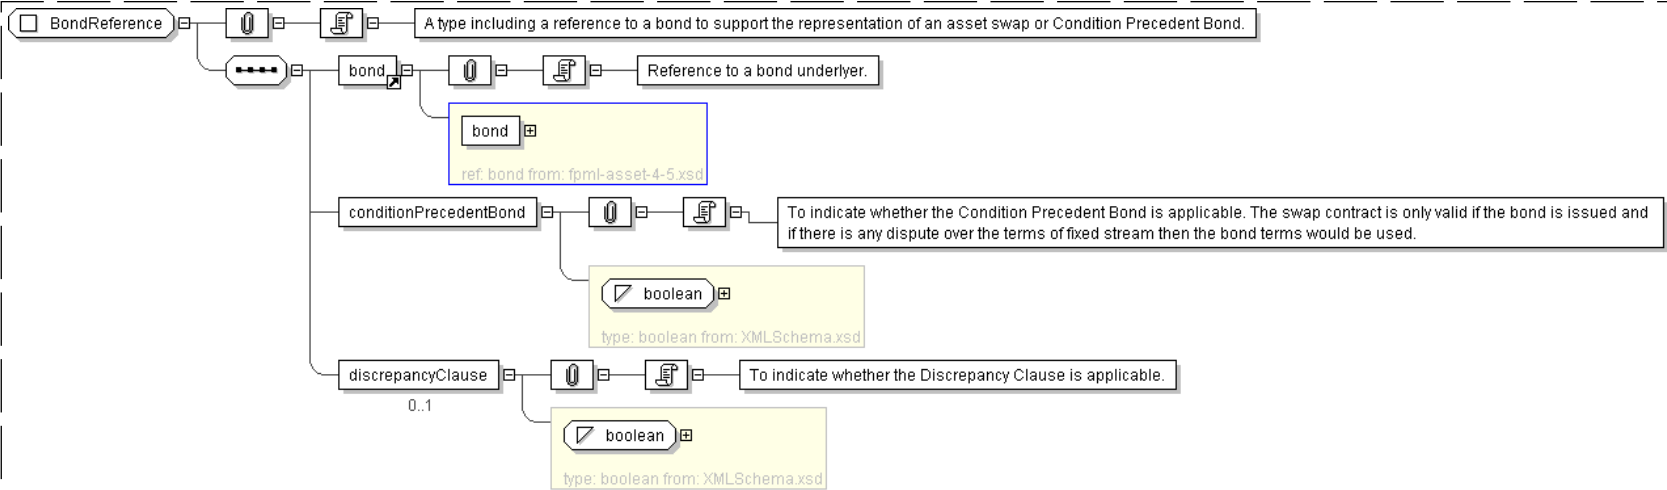 BondReference
A type including a reference to a bond to support the representation of an asset swap or Condition Precedent Bond.
bond
Reference to a bond underlyer.
bond
ref: bond from: fpml-asset-4-5.xsd
conditionPrecedentBond
To indicate whether the Condition Precedent Bond is applicable. The swap contract is only valid if the bond is issued and
if there is any dispute over the terms of fixed stream then the bond terms would be used.
boolean
type: boolean from: XMLSchema.xsd
discrepancyClause
To indicate whether the Discrepancy Clause is applicable.
0..1
boolean
type: boolean from: XMLSchema.xsd